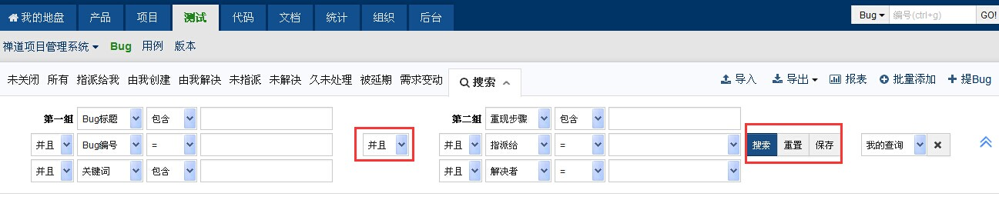 我的地盘 产品 项目 测试 代码 文档 统计 组织 后台 Bug 编号(ctrl+g) GO!
禅道项目管理系统 Bug 用例 版本
未关闭 所有 指派给我 由我创建 由我解决 未指派 未解决 久未处理 被延期 需求变动 搜索 导入 导出 报表 批量添加 提Bug
第一组 Bug标题 包含 第二组 重现步骤 包含
并且 Bug编号 = 并且 并且 指派给 = 搜索 重置 保存 我的查询
并且 关键词 包含 并且 解决者 =